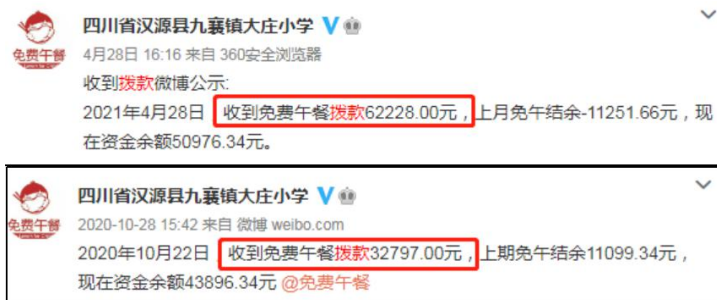 四川省汉源县九襄镇大庄小学
免费午餐
4月28日 16:16 来自 360安全浏览器
收到拨款微博公示:
2021年4月28日，收到免费午餐拨款62228.00元，上月免午结余-11251.66元，现
在资金余额50976.34元。
四川省汉源县九襄镇大庄小学
免费午餐
2020-10-28 15:42 来自 微博 weibo.com
2020年10月22日，收到免费午餐拨款32797.00元，上期免午结余11099.34元，
现在资金余额43896.34元 @免费午餐